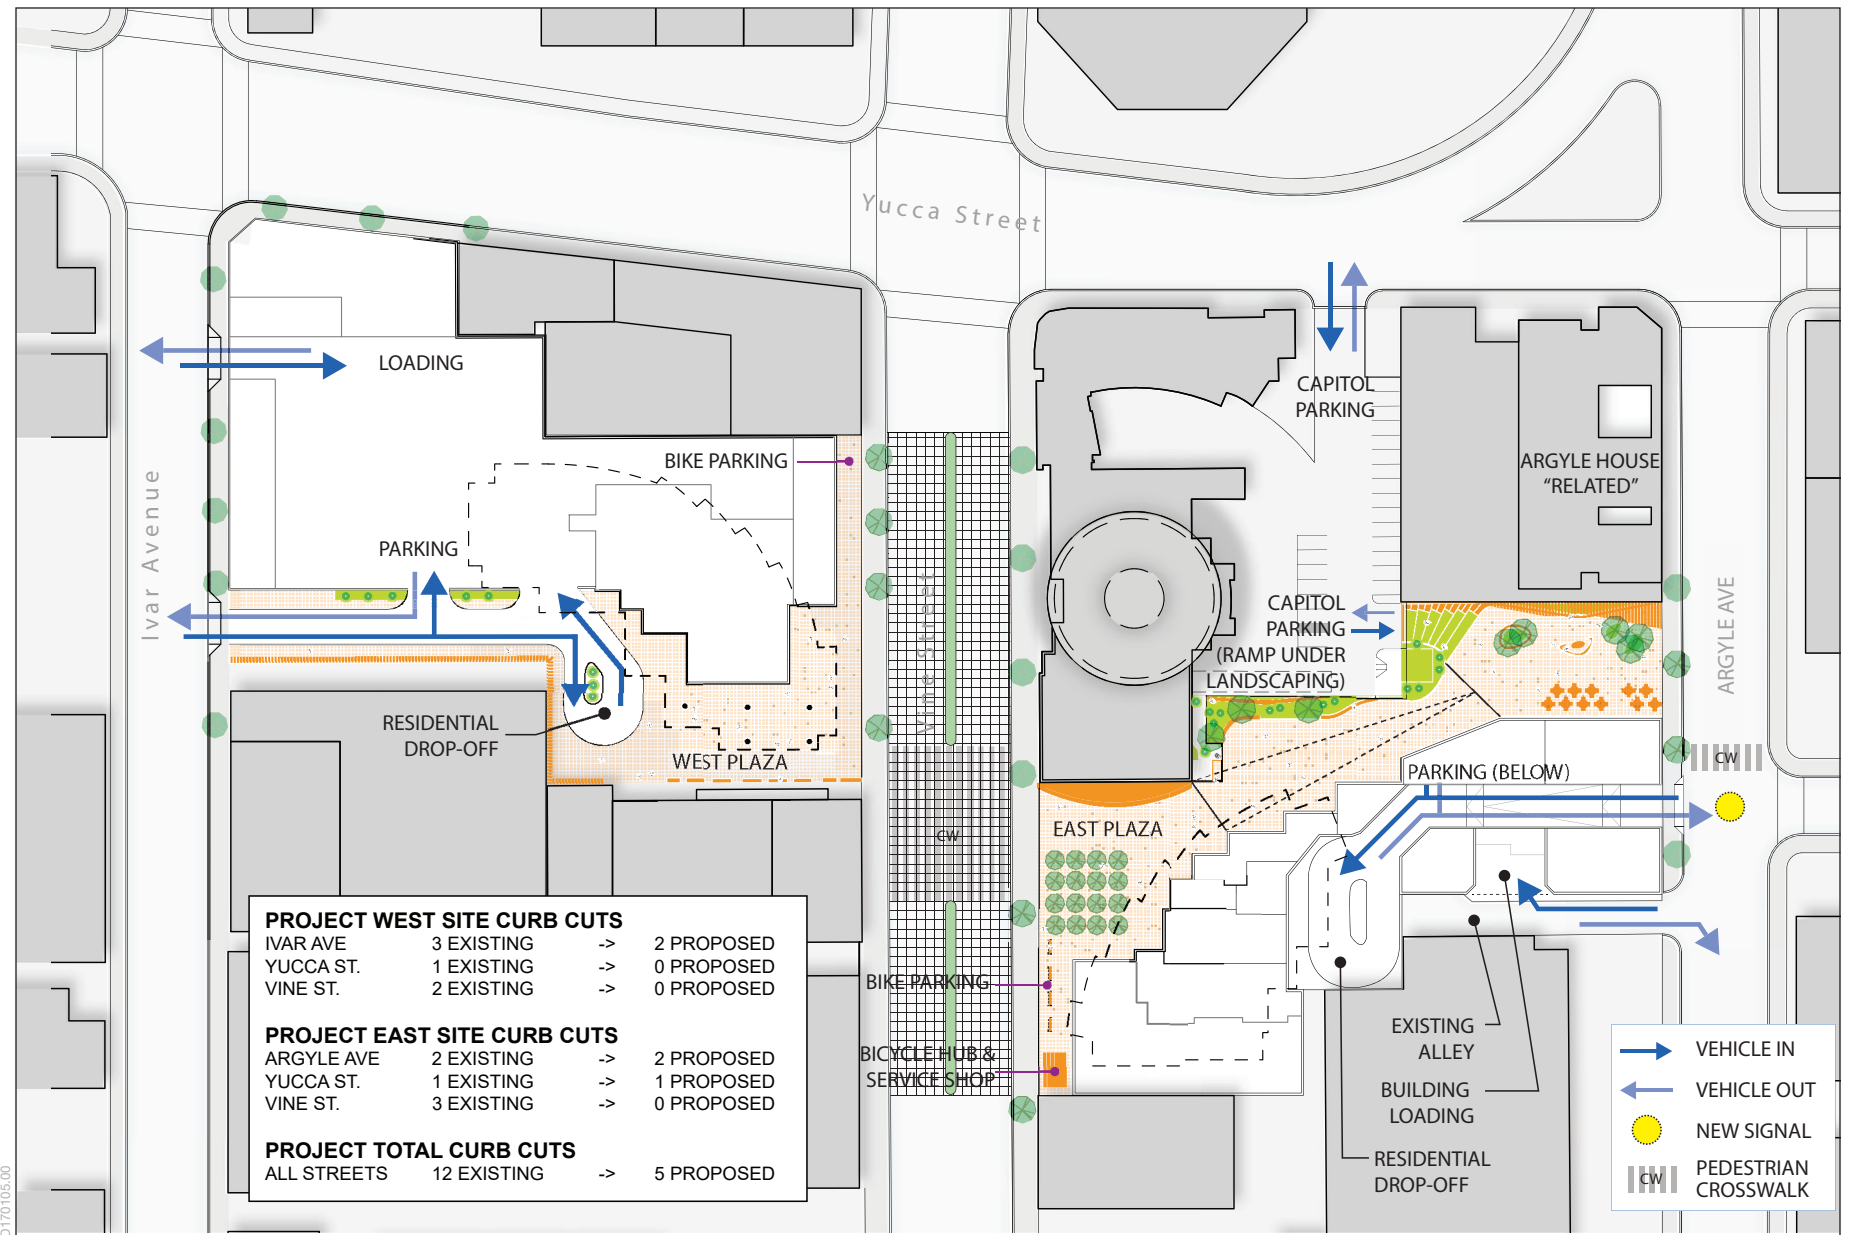 Yucca Street
LOADING
CAPITOL
PARKING
BIKE PARKING
ARGYLE HOUSE
“RELATED”
Ivar Avenue
PARKING
Vine Street
CAPITOL
PARKING
(RAMP UNDER
LANDSCAPING)
ARGYLE AVE
RESIDENTIAL
DROP-OFF
WEST PLAZA
PARKING (BELOW)
CW
EAST PLAZA
CW
BIKE PARKING
BICYCLE HUB &
SERVICE SHOP
EXISTING
ALLEY
BUILDING
LOADING
RESIDENTIAL
DROP-OFF
PROJECT WEST SITE CURB CUTS
IVAR AVE 3 EXISTING -> 2 PROPOSED
YUCCA ST. 1 EXISTING -> 0 PROPOSED
VINE ST. 2 EXISTING -> 0 PROPOSED
PROJECT EAST SITE CURB CUTS
ARGYLE AVE 2 EXISTING -> 2 PROPOSED
YUCCA ST. 1 EXISTING -> 1 PROPOSED
VINE ST. 3 EXISTING -> 0 PROPOSED
PROJECT TOTAL CURB CUTS
ALL STREETS 12 EXISTING -> 5 PROPOSED
VEHICLE IN
VEHICLE OUT
NEW SIGNAL
CW
PEDESTRIAN
CROSSWALK
D170105.00